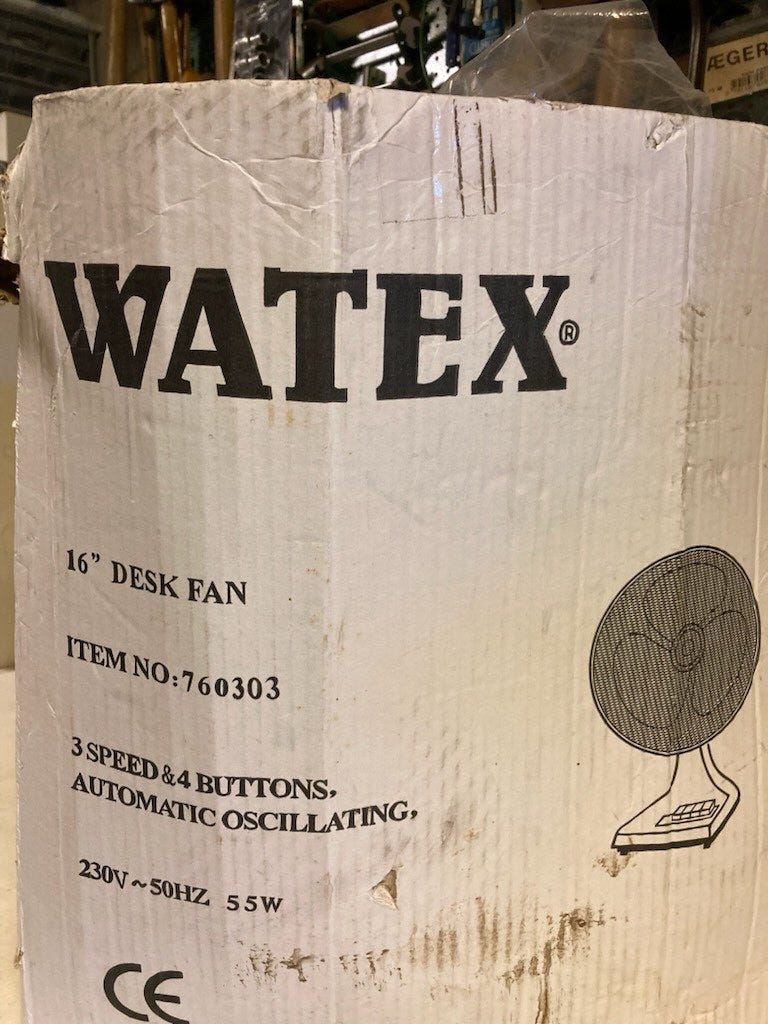 ÆGER
WATEX®
16” DESK FAN
ITEM NO:760303
3 SPEED & 4 BUTTONS,
AUTOMATIC OSCILLATING,
230V ~ 50HZ 55W
CE